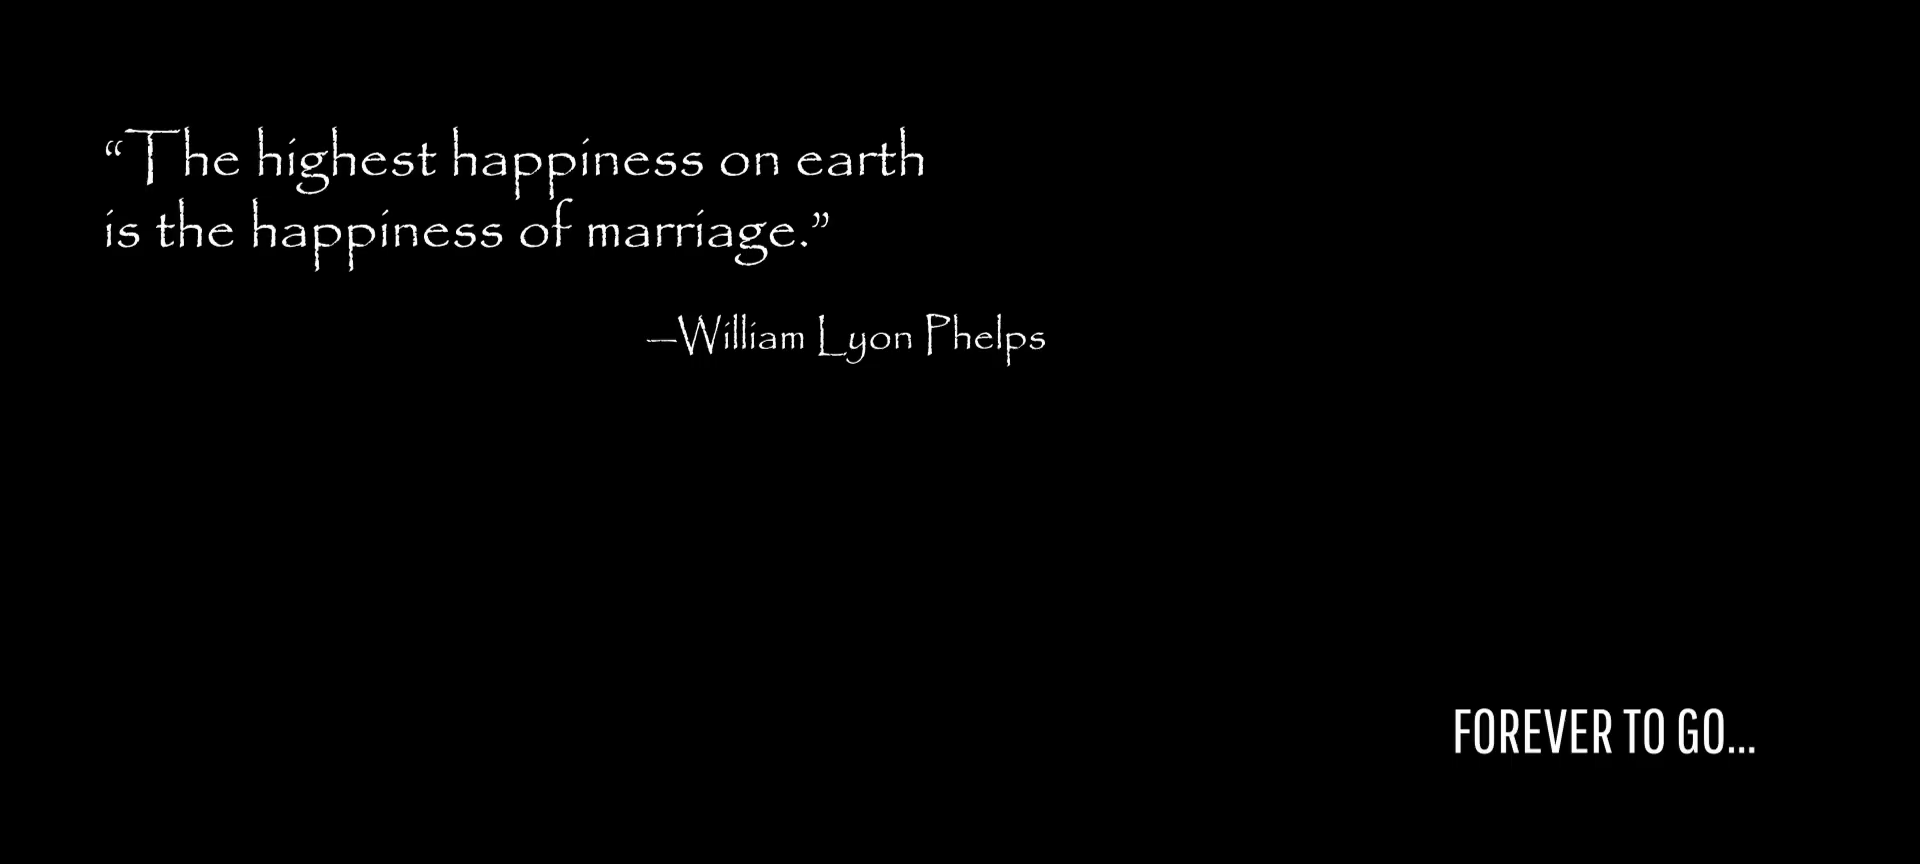 “The highest happiness on earth
is the happiness of marriage.”
—William Lyon Phelps
FOREVER TO GO...